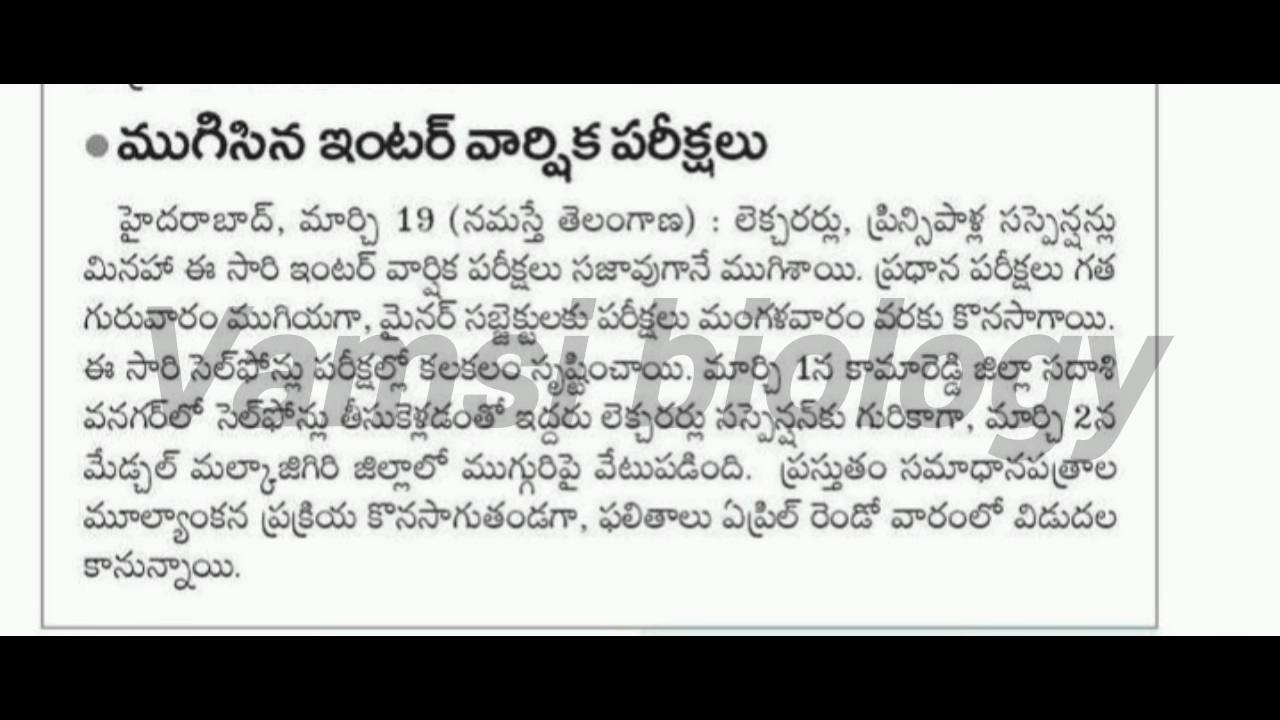 ముగిసిన ఇంటర్ వార్షిక పరీక్షలు
హైదరాబాద్, మార్చి 19 (నమస్తే తెలంగాణ) : లెక్చరర్లు, ప్రిన్సిపాళ్ల సస్పెన్షన్లు
మినహా ఈ సారి ఇంటర్ వార్షిక పరీక్షలు సజావుగానే ముగిశాయి. ప్రధాన పరీక్షలు గత
గురువారం ముగియగా, మైనర్ సబ్జెక్టులకు పరీక్షలు మంగళవారం వరకు కొనసాగాయి.
ఈ సారి సెల్‌ఫోన్లు పరీక్షల్లో కలకలం సృష్టించాయి. మార్చి 1న కామారెడ్డి జిల్లా సదాశి
వనగర్‌లో సెల్‌ఫోన్లు తీసుకెళ్లడంతో ఇద్దరు లెక్చరర్లు సస్పెన్షన్‌కు గురికాగా, మార్చి 2న
మేడ్చల్ మల్కాజిగిరి జిల్లాలో ముగ్గురిపై వేటుపడింది. ప్రస్తుతం సమాధానపత్రాల
మూల్యాంకన ప్రక్రియ కొనసాగుతండగా, ఫలితాలు ఏప్రిల్ రెండో వారంలో విడుదల
కానున్నాయి.
Vamsi biology